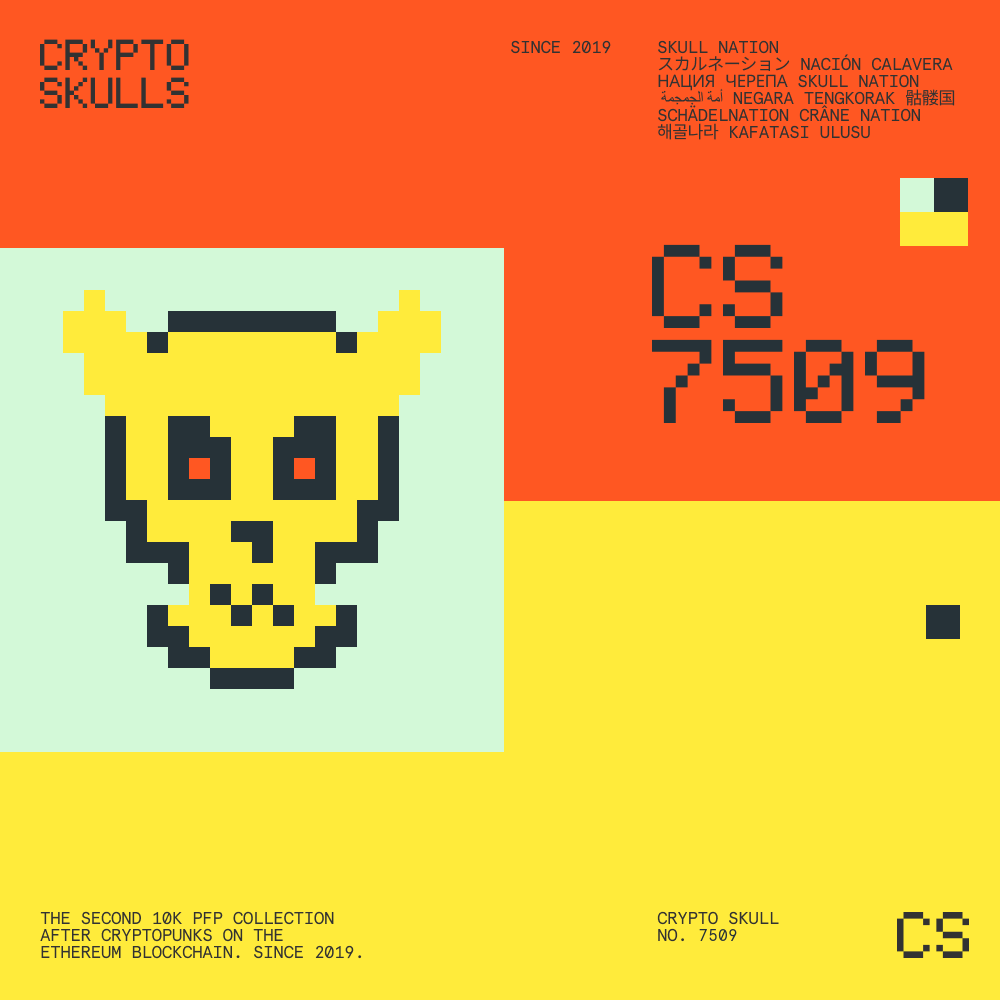 CRYPTO
SKULLS
SINCE 2019
SKULL NATION
スカルネーション NACIÓN CALAVERA
НАЦИЯ ЧЕРЕПА SKULL NATION
أمة الجمجمة NEGARA TENGKORAK 骷髅国
SCHÄDELNATION CRÂNE NATION
해골나라 KAFATASI ULUSU
CS
7509
THE SECOND 10K PFP COLLECTION
AFTER CRYPTOPUNKS ON THE
ETHEREUM BLOCKCHAIN. SINCE 2019.
CRYPTO SKULL
NO. 7509
CS